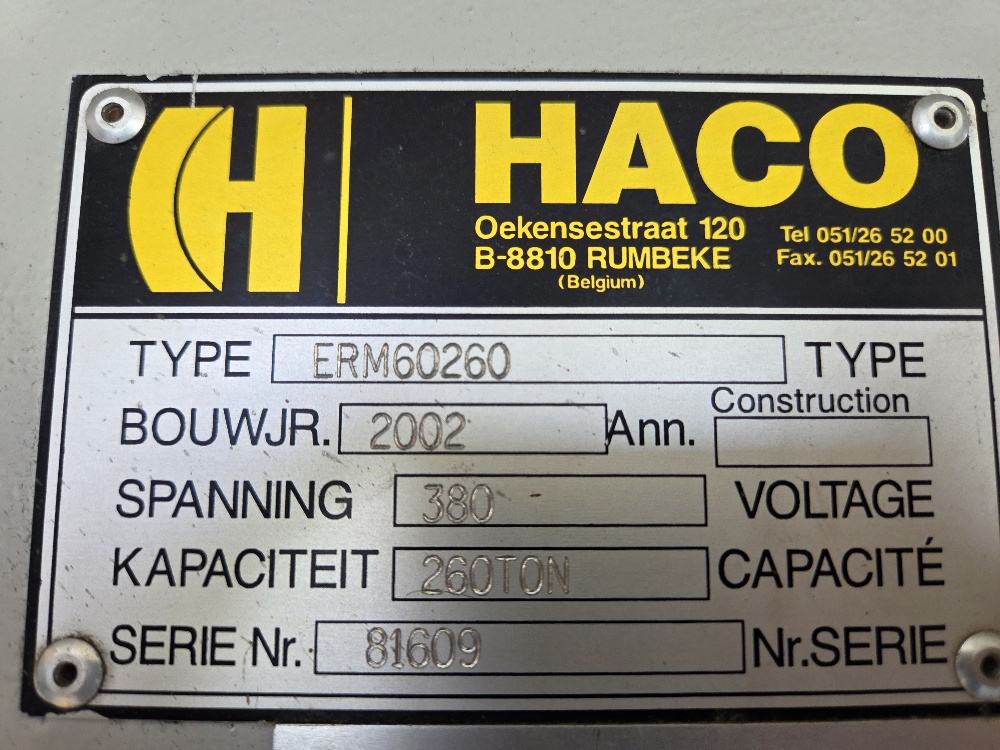 H
HACO
Oekensestraat 120
B-8810 RUMBEKE
(Belgium)
Tel 051/26 52 00
Fax. 051/26 52 01
TYPE ERM60260 TYPE
BOUWJR. 2002 Ann. Construction
SPANNING 380 VOLTAGE
KAPACITEIT 260TON CAPACITÉ
SERIE Nr. 81609 Nr.SERIE